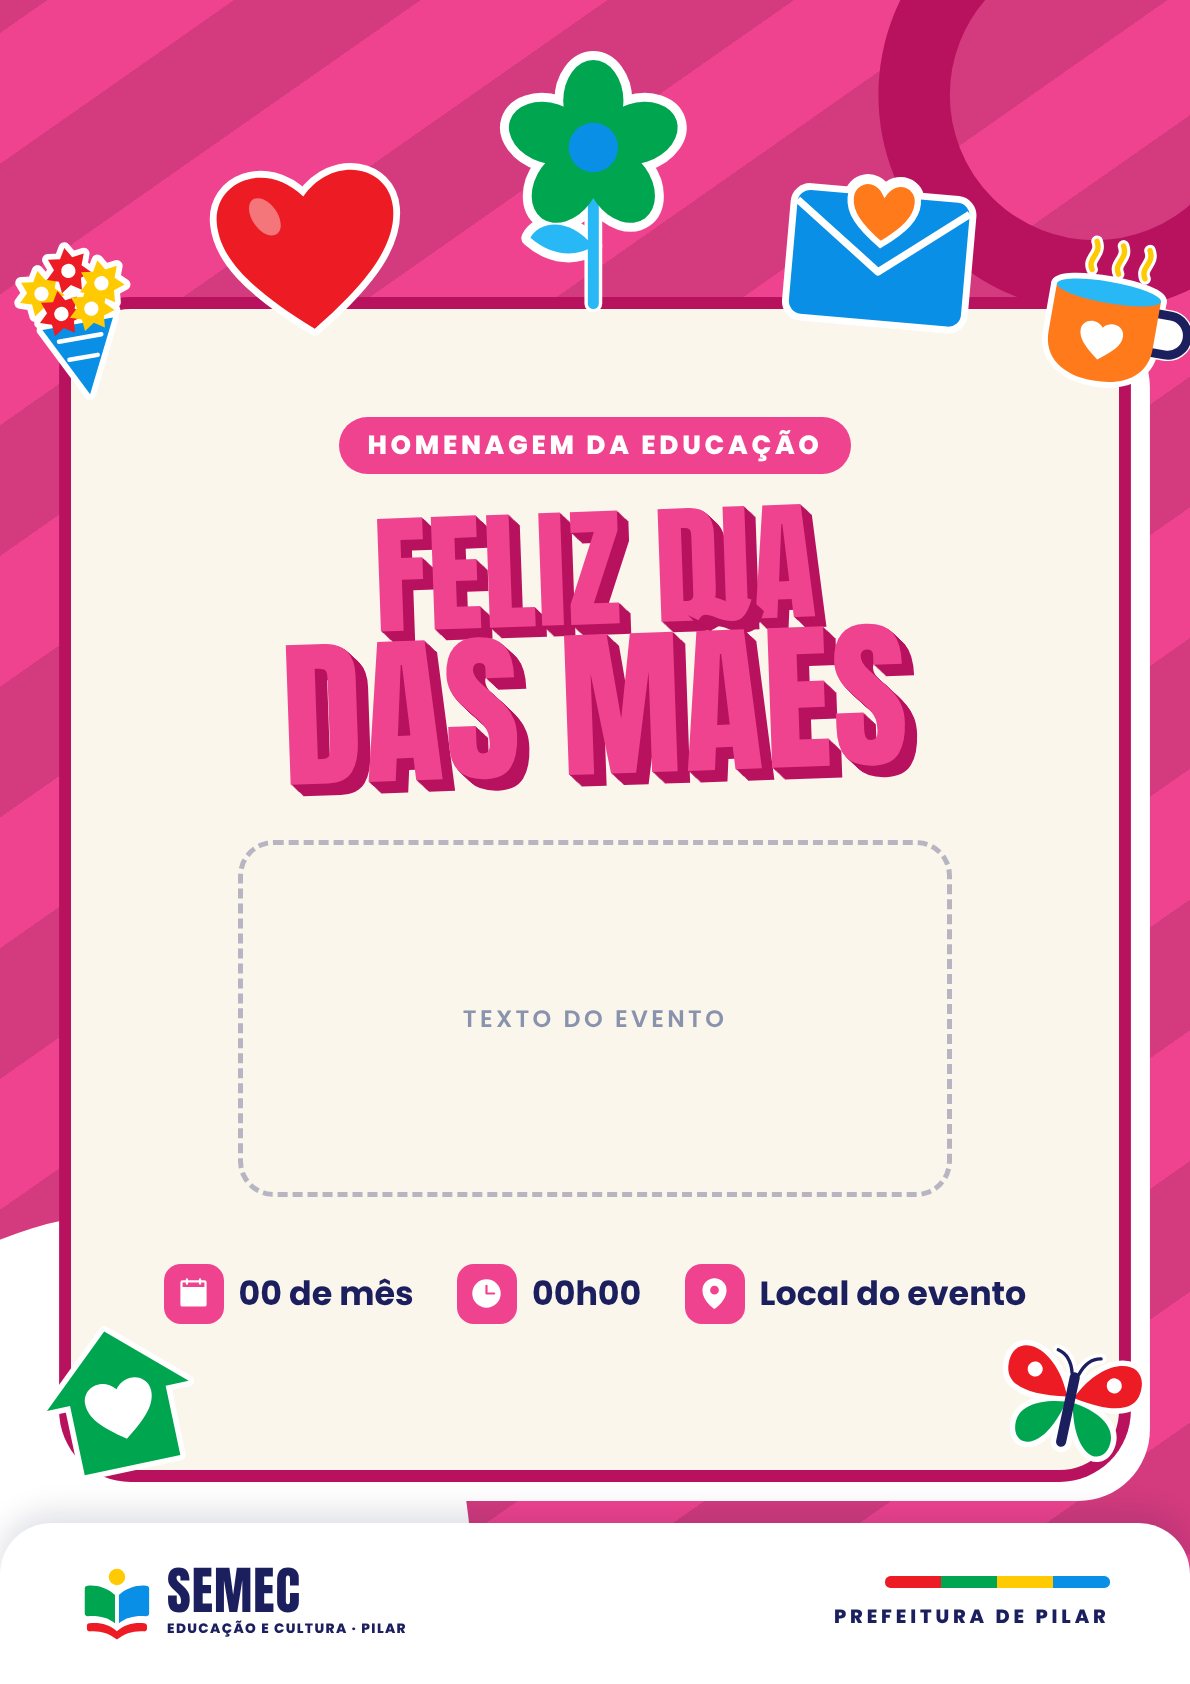 HOMENAGEM DA EDUCAÇÃO
FELIZ DIA
DAS MÃES
TEXTO DO EVENTO
00 de mês
00h00
Local do evento
SEMEC
EDUCAÇÃO E CULTURA · PILAR
PREFEITURA DE PILAR